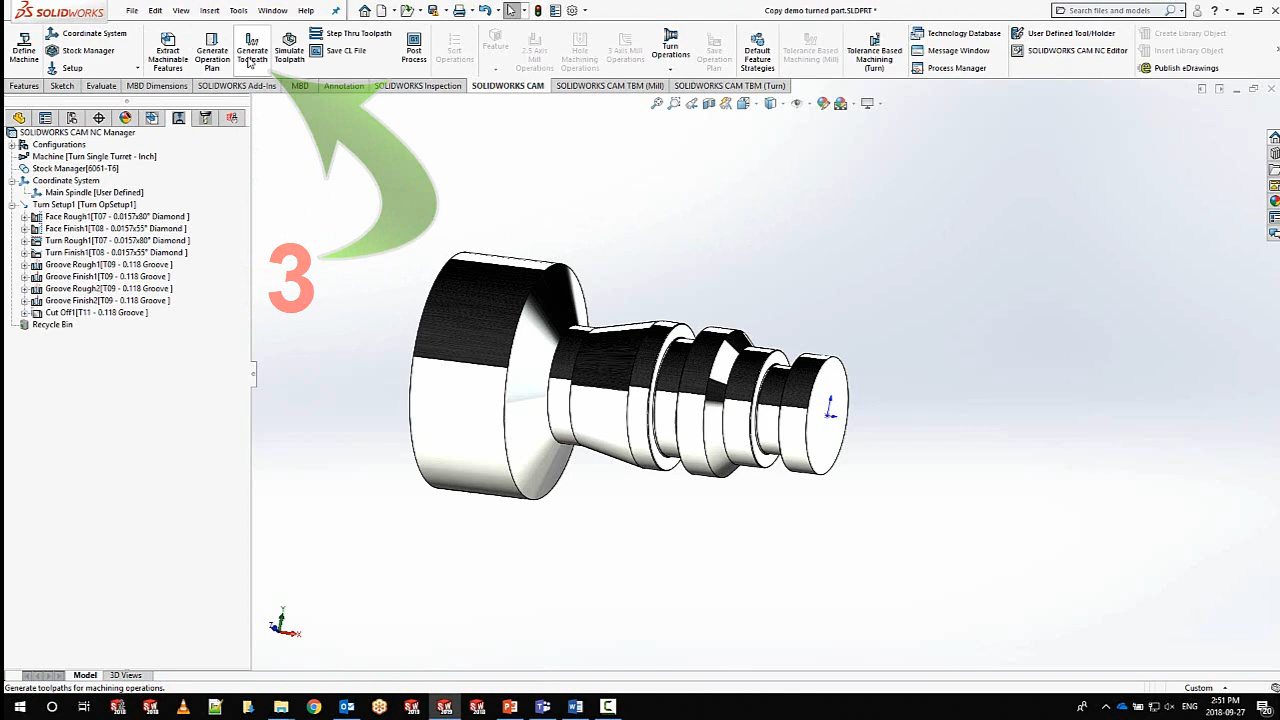 SOLIDWORKS File Edit View Insert Tools Window Help Copy demo turned part.SLDPRT * Search files and models
Define Machine
Coordinate System
Stock Manager
Setup
Extract Machinable Features
Generate Operation Plan
Generate Toolpath
Simulate Toolpath
Step Thru Toolpath
Save CL File
Post Process
Sort Operations
Feature
2.5 Axis Mill Operations
Hole Machining Operations
3 Axis Mill Operations
Turn Operations
Save Operation Plan
Default Feature Strategies
Tolerance Based Machining (Mill)
Tolerance Based Machining (Turn)
Technology Database
Message Window
Process Manager
User Defined Tool/Holder
SOLIDWORKS CAM NC Editor
Create Library Object
Insert Library Object
Publish eDrawings
Features Sketch Evaluate MBD Dimensions SOLIDWORKS Add-Ins MBD Annotation SOLIDWORKS Inspection SOLIDWORKS CAM SOLIDWORKS CAM TBM (Mill) SOLIDWORKS CAM TBM (Turn)
SOLIDWORKS CAM NC Manager
Configurations
Machine [Turn Single Turret - Inch]
Stock Manager[6061-T6]
Coordinate System
Main Spindle [User Defined]
Turn Setup1 [Turn OpSetup1]
Face Rough1[T07 - 0.0157x80° Diamond ]
Face Finish1[T08 - 0.0157x55° Diamond ]
Turn Rough1[T07 - 0.0157x80° Diamond ]
Turn Finish1[T08 - 0.0157x55° Diamond ]
Groove Rough1[T09 - 0.118 Groove ]
Groove Finish1[T09 - 0.118 Groove ]
Groove Rough2[T09 - 0.118 Groove ]
Groove Finish2[T09 - 0.118 Groove ]
Cut Off1[T11 - 0.118 Groove ]
Recycle Bin
3
Y
Z
X
Model 3D Views
Generate toolpaths for machining operations.
Custom
ENG
2:51 PM
2018-09-27